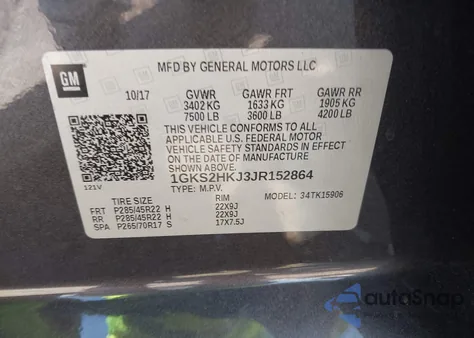 GM
MFD BY GENERAL MOTORS LLC
10/17 GVWR GAWR FRT GAWR RR
3402 KG 1633 KG 1905 KG
7500 LB 3600 LB 4200 LB
THIS VEHICLE CONFORMS TO ALL
APPLICABLE U.S. FEDERAL MOTOR
VEHICLE SAFETY STANDARDS IN EFFECT
ON THE DATE OF MANUFACTURE
SHOWN ABOVE.
1GKS2HKJ3JR152864
121V TYPE: M.P.V. MODEL: 34TK15906
TIRE SIZE RIM
FRT P285/45R22 H 22X9J
RR P285/45R22 H 22X9J
SPA P265/70R17 S 17X7.5J
autoSnap